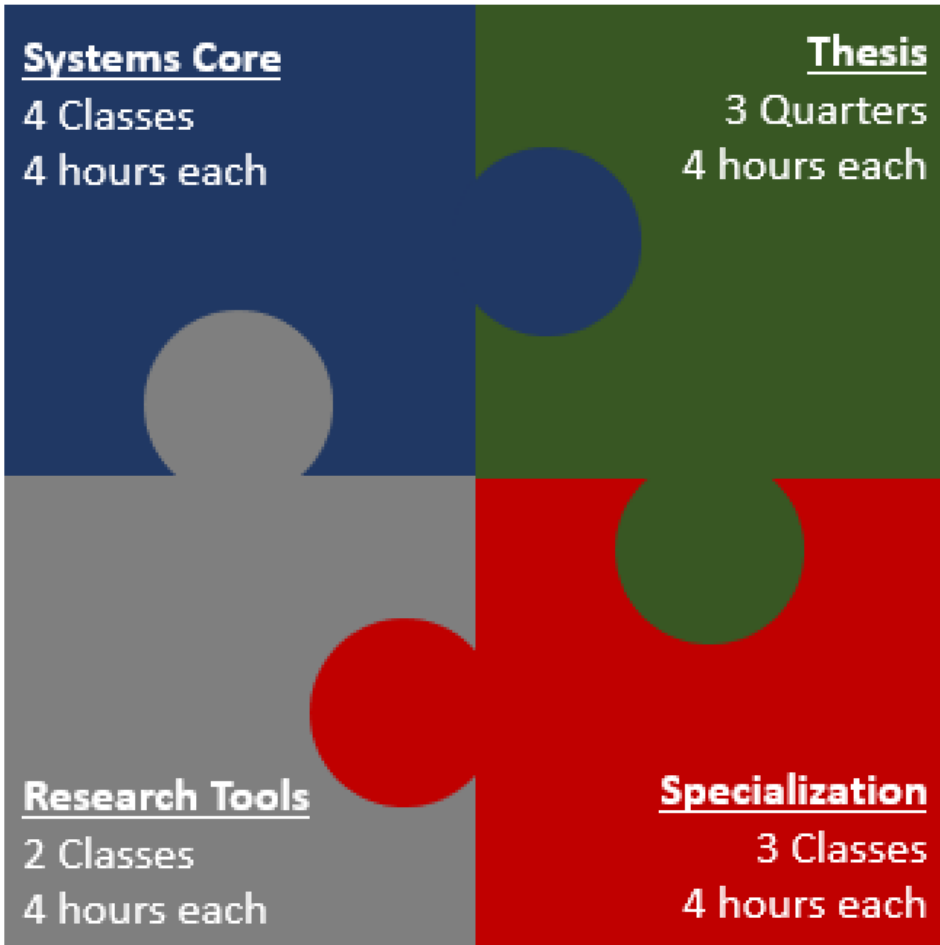 Systems Core
4 Classes
4 hours each
Thesis
3 Quarters
4 hours each
Research Tools
2 Classes
4 hours each
Specialization
3 Classes
4 hours each